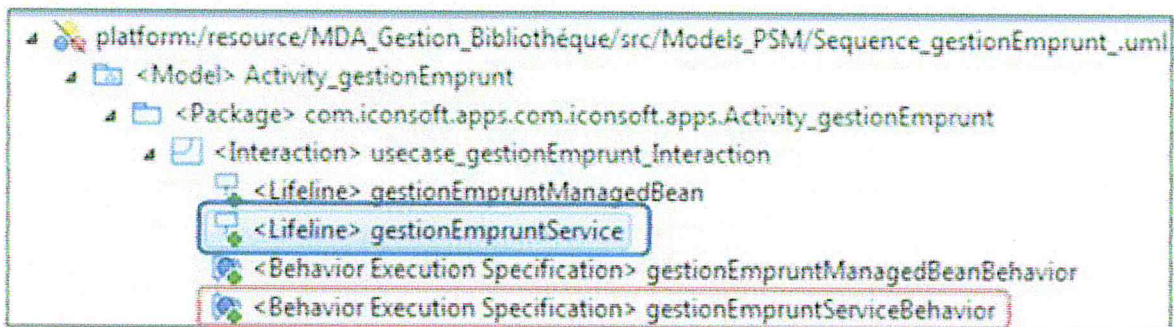 platform:/resource/MDA_Gestion_Bibliothéque/src/Models_PSM/Sequence_gestionEmprunt_.uml
<Model> Activity_gestionEmprunt
<Package> com.iconsoft.apps.com.iconsoft.apps.Activity_gestionEmprunt
<Interaction> usecase_gestionEmprunt_Interaction
<Lifeline> gestionEmpruntManagedBean
<Lifeline> gestionEmpruntService
<Behavior Execution Specification> gestionEmpruntManagedBeanBehavior
<Behavior Execution Specification> gestionEmpruntServiceBehavior